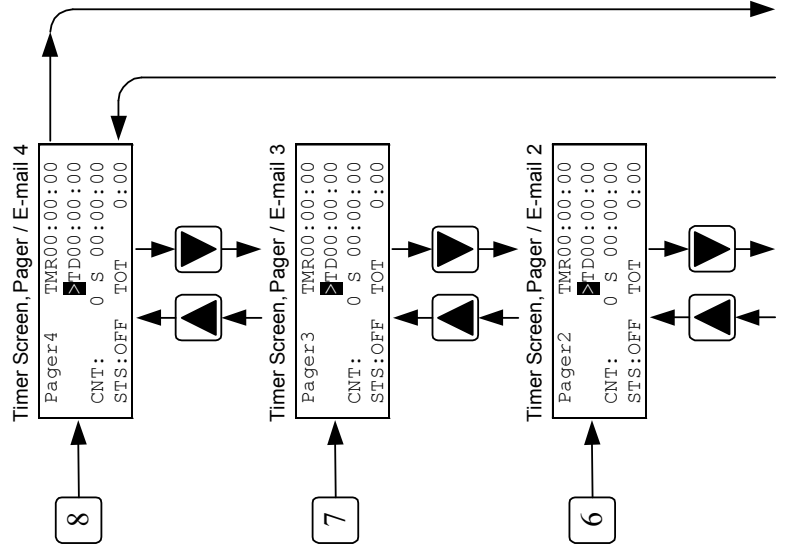 Timer Screen, Pager / E-mail 4
Pager4 TMR00:00:00
>TD00:00:00
CNT: 0 S 00:00:00
STS:OFF TOT 0:00
8
Timer Screen, Pager / E-mail 3
Pager3 TMR00:00:00
>TD00:00:00
CNT: 0 S 00:00:00
STS:OFF TOT 0:00
7
Timer Screen, Pager / E-mail 2
Pager2 TMR00:00:00
>TD00:00:00
CNT: 0 S 00:00:00
STS:OFF TOT 0:00
6